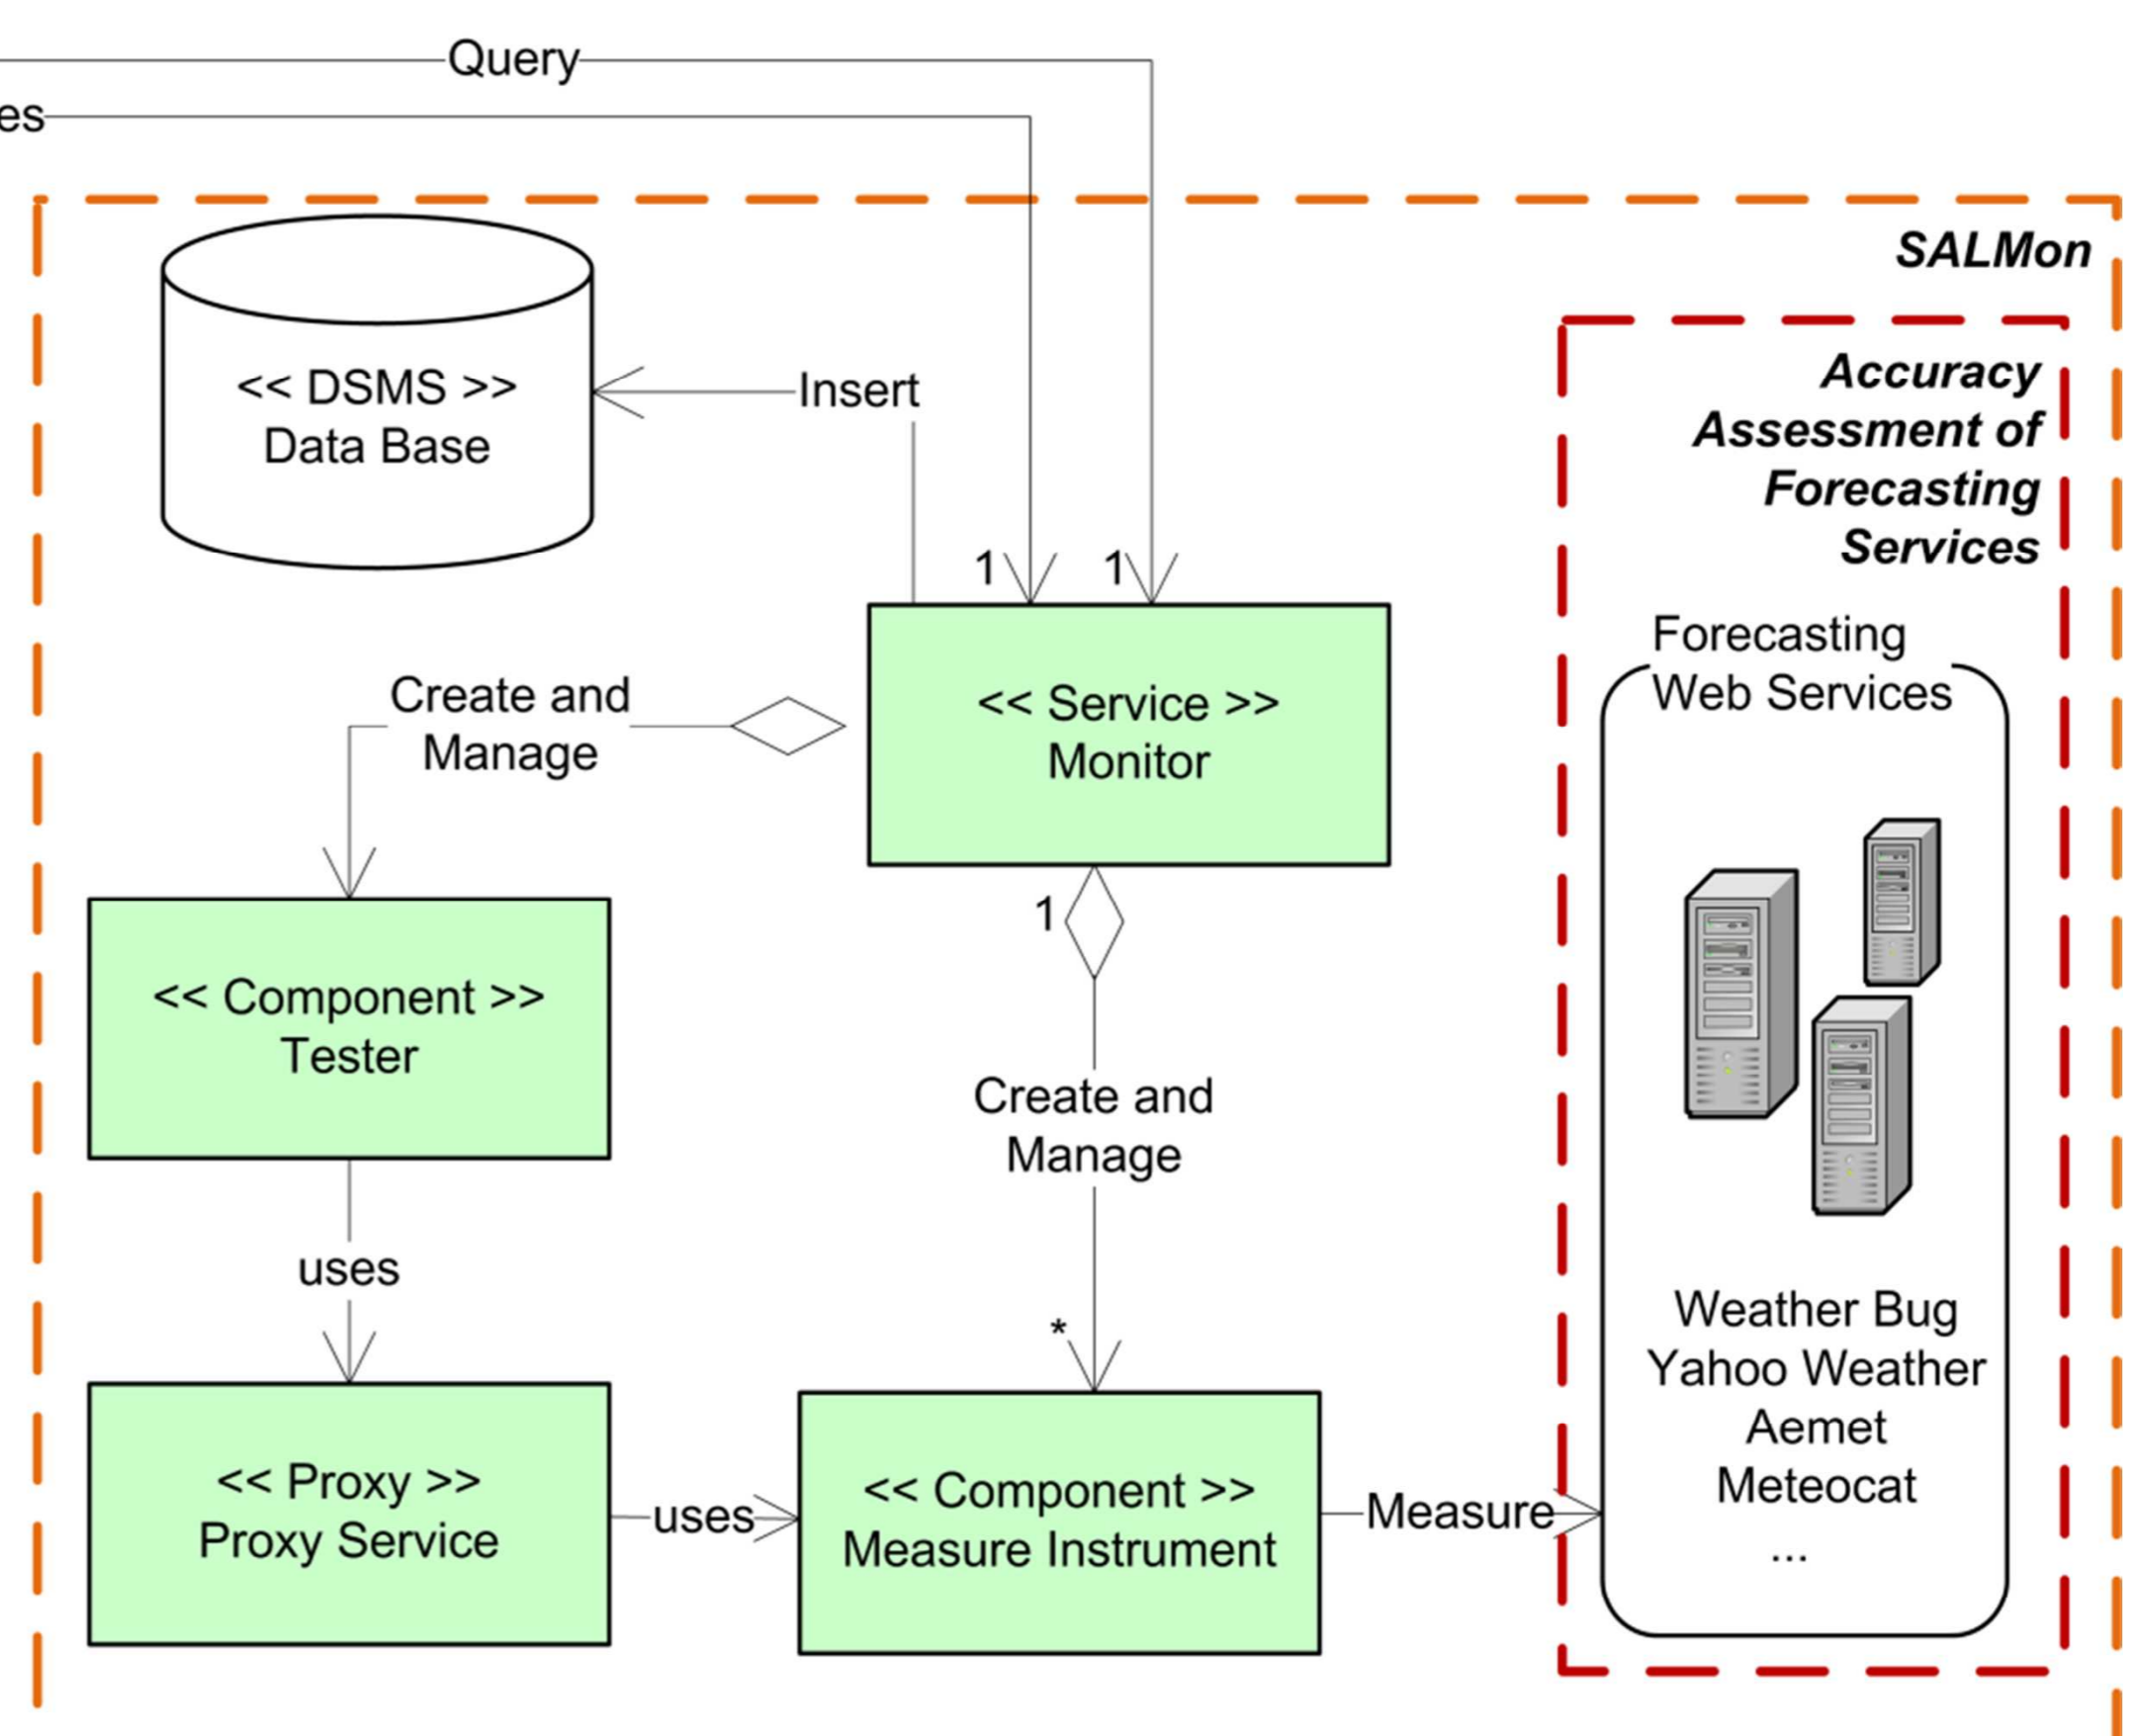 Query
es
SALMon
<< DSMS >>
Data Base
Insert
Accuracy
Assessment of
Forecasting
Services
1
1
Forecasting
Web Services
Create and
Manage
<< Service >>
Monitor
1
<< Component >>
Tester
Create and
Manage
uses
*
Weather Bug
Yahoo Weather
Aemet
Meteocat
...
<< Proxy >>
Proxy Service
uses
<< Component >>
Measure Instrument
Measure